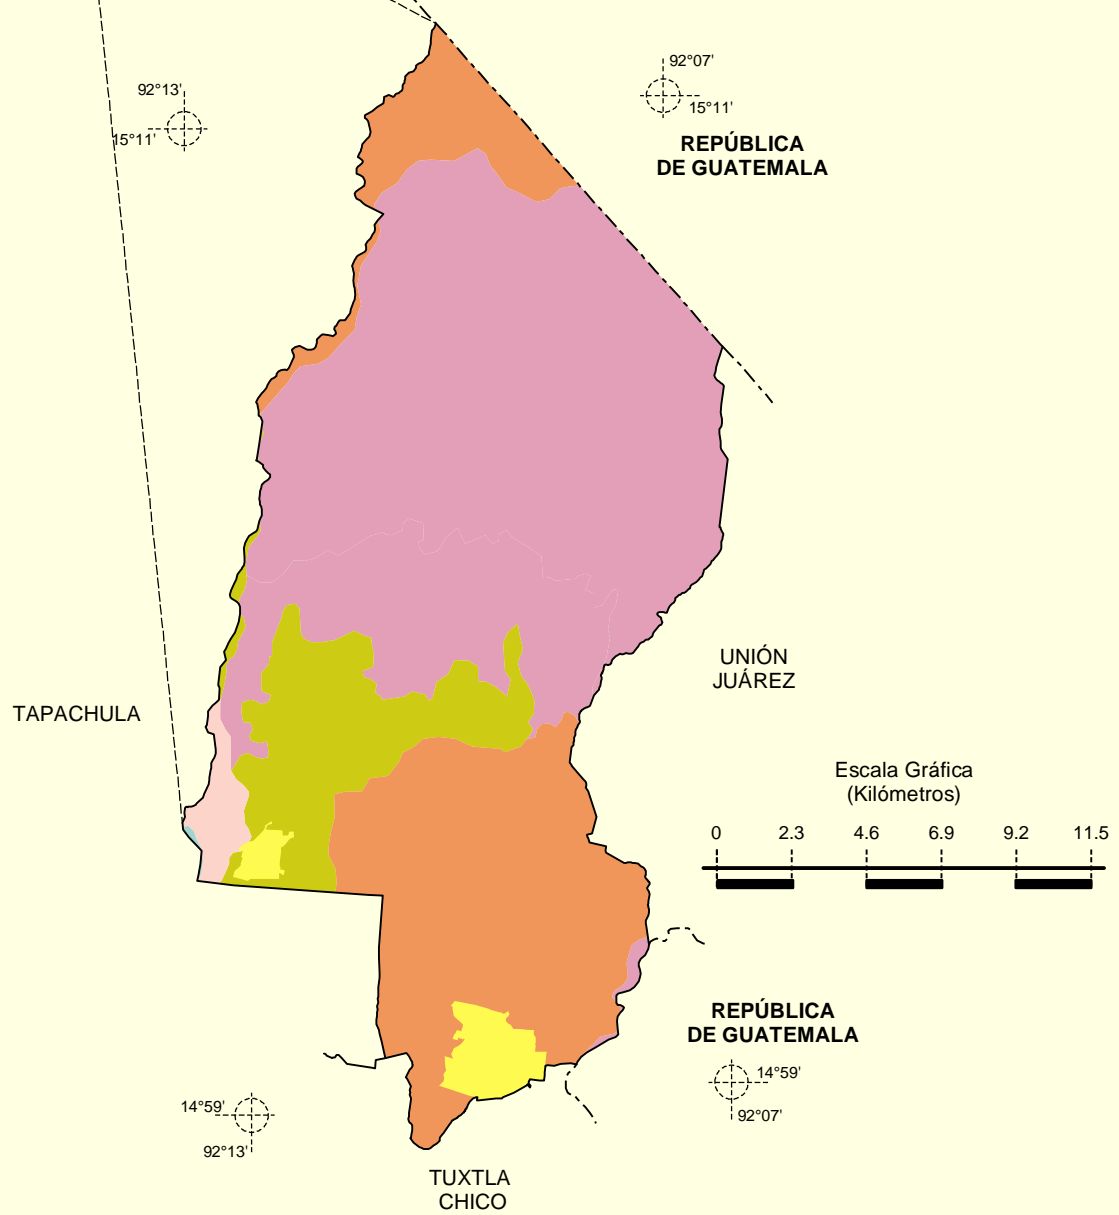 92°07'
92°13'
15°11'
15°11'
REPÚBLICA
DE GUATEMALA
UNIÓN
JUÁREZ
TAPACHULA
Escala Gráfica
(Kilómetros)
0 2.3 4.6 6.9 9.2 11.5
REPÚBLICA
DE GUATEMALA
14°59'
92°07'
14°59'
92°13'
TUXTLA
CHICO